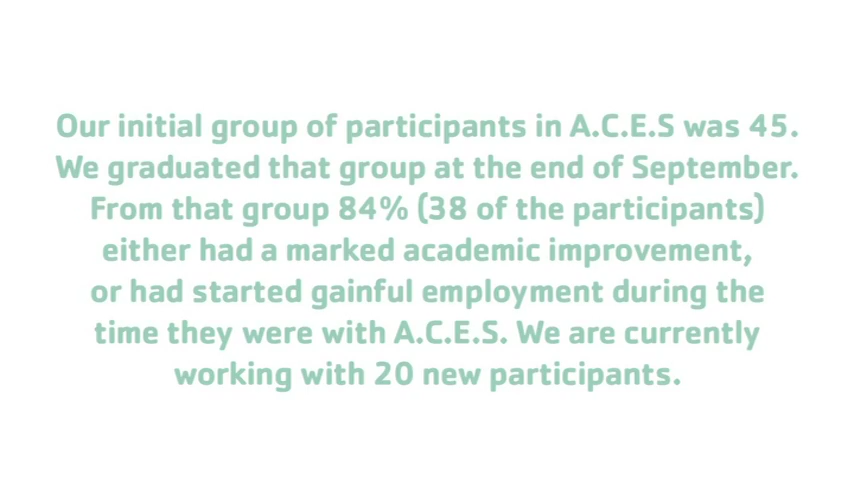 Our initial group of participants in A.C.E.S was 45.
We graduated that group at the end of September.
From that group 84% (38 of the participants)
either had a marked academic improvement,
or had started gainful employment during the
time they were with A.C.E.S. We are currently
working with 20 new participants.